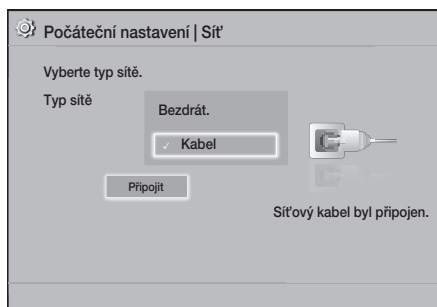 Počáteční nastavení | Síť
Vyberte typ sítě.
Typ sítě
Bezdrát.
✓ Kabel
Připojit
Síťový kabel byl připojen.